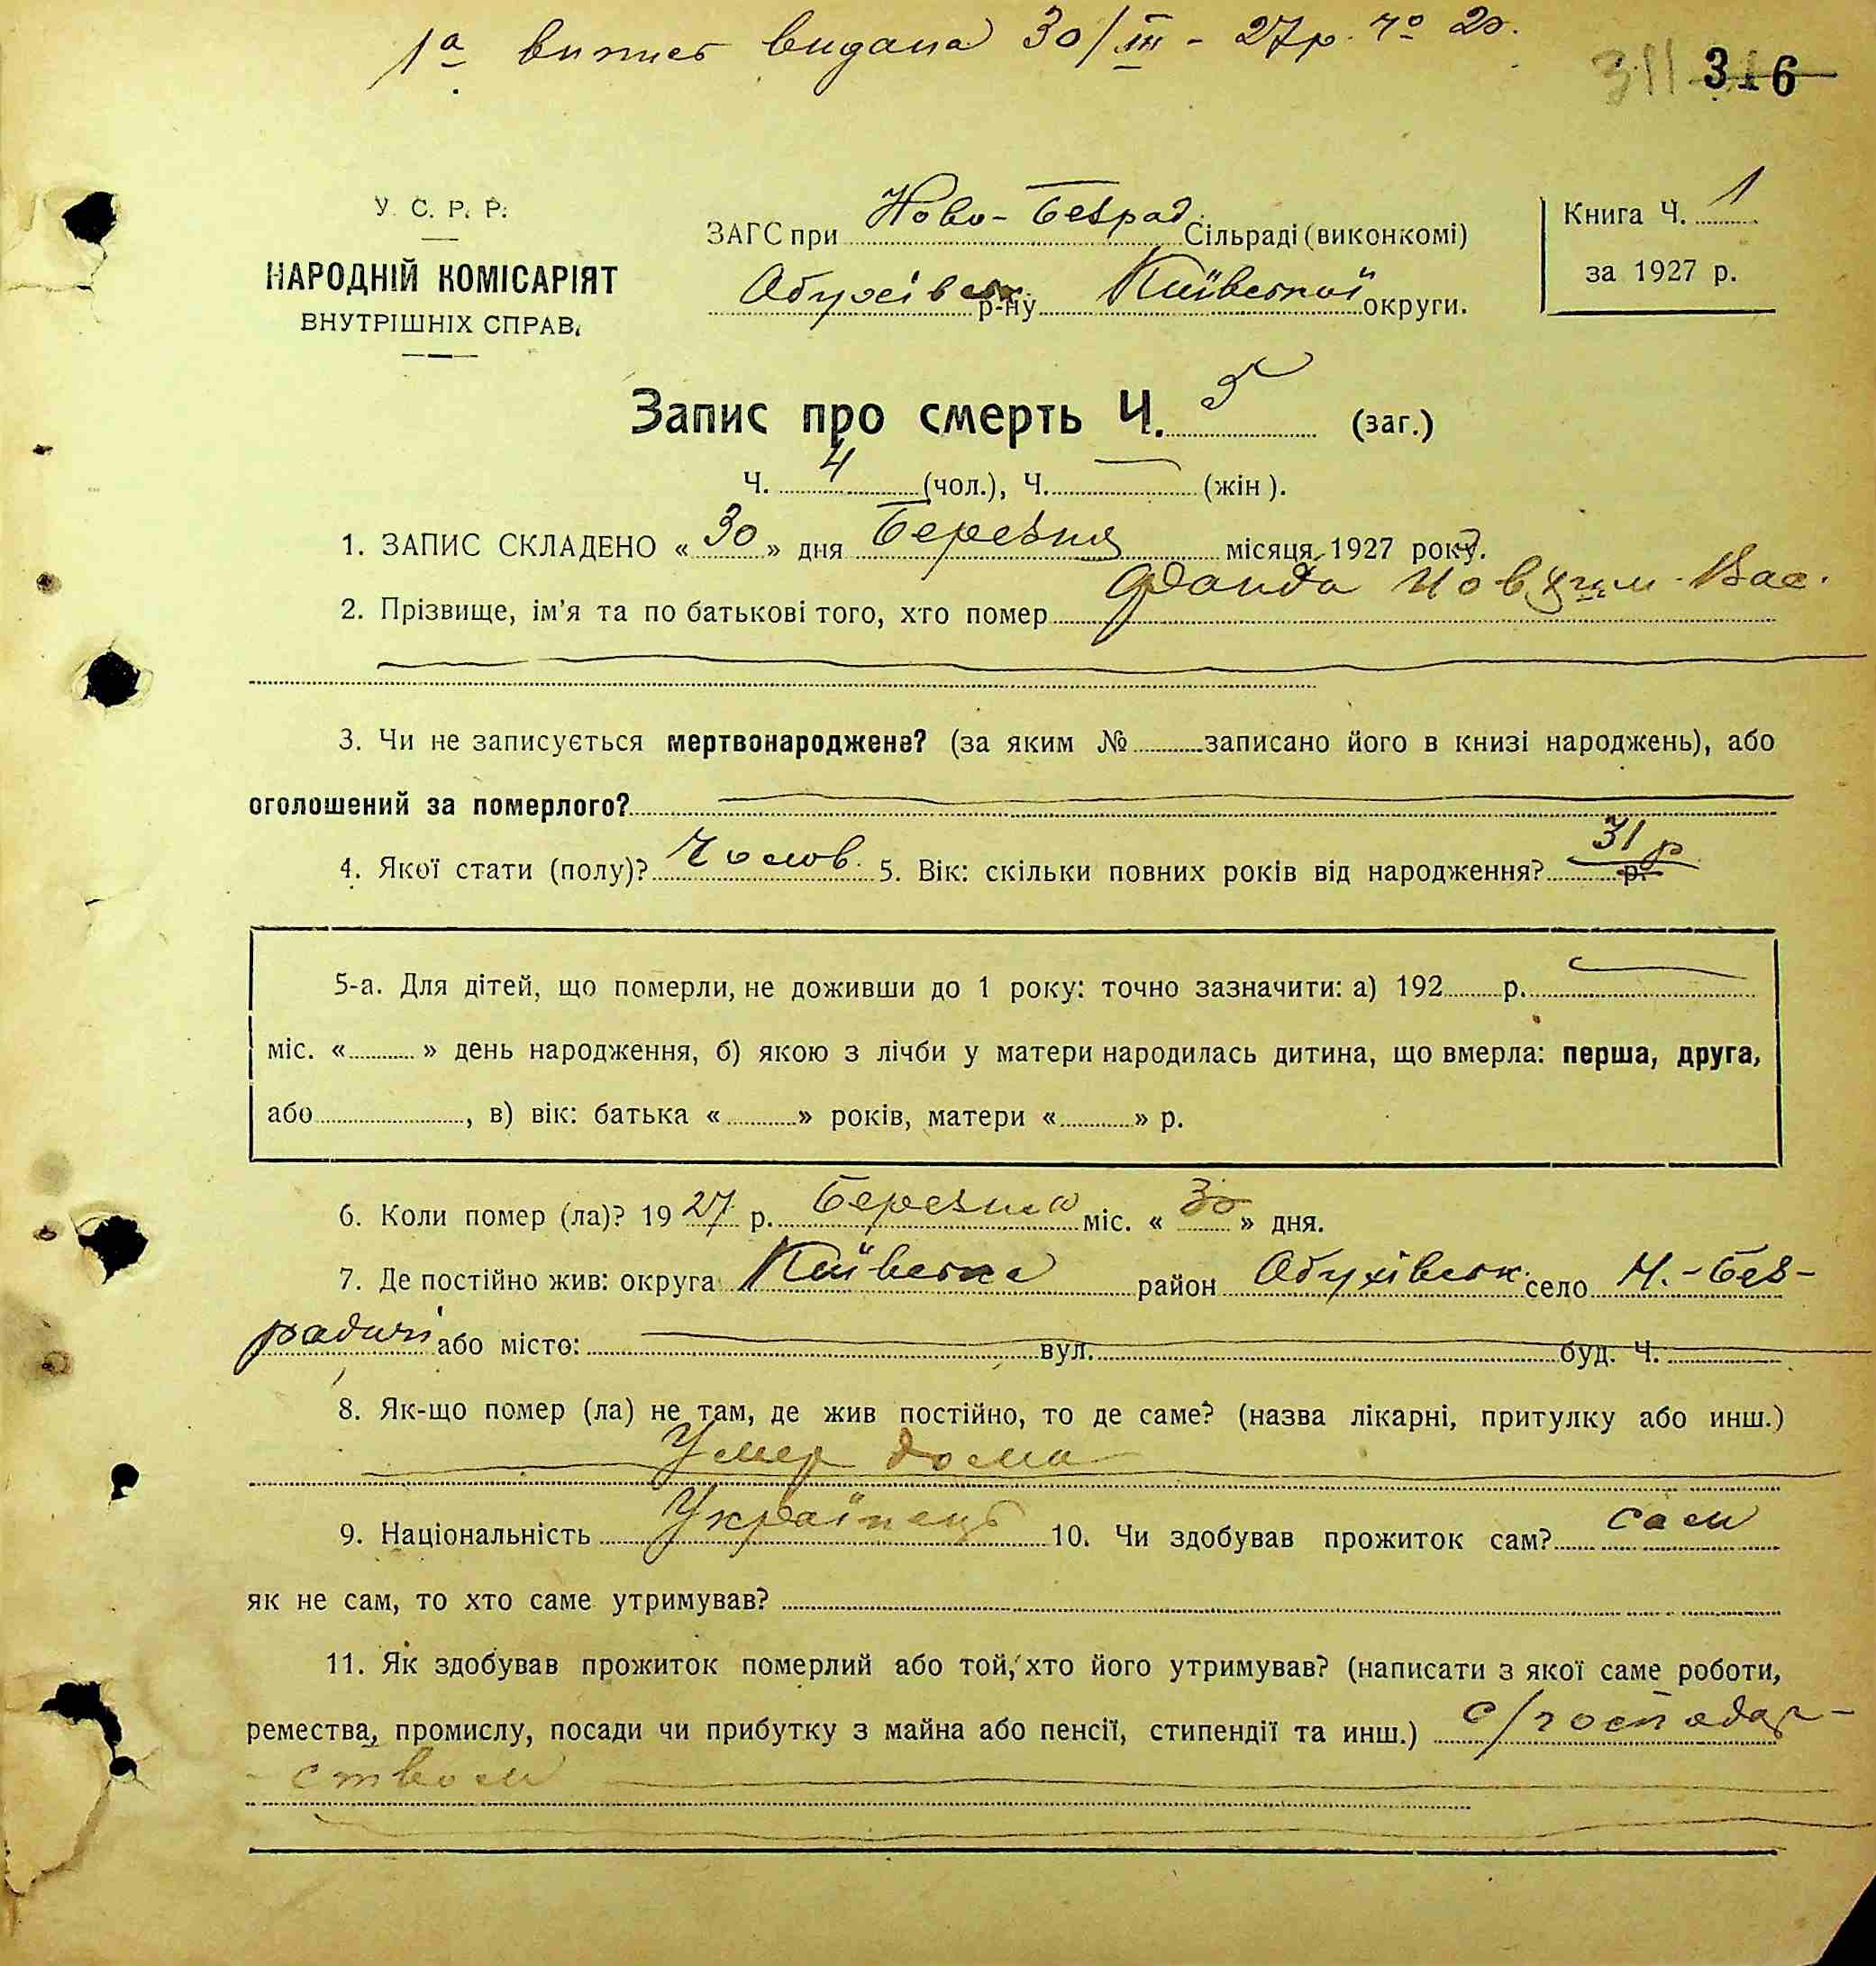 1а випис видана 30/III - 27р. № 20.
311 316
У. С. Р. Р.
НАРОДНІЙ КОМІСАРІЯТ
ВНУТРІШНІХ СПРАВ.
ЗАГС при Ново-Безрад. Сільраді (виконкомі)
Обухівськ. р-ну Київської округи.
Книга Ч. 1
за 1927 р.
Запис про смерть Ч. 5 (заг.)
Ч. 4 (чол.), Ч. (жін).
1. ЗАПИС СКЛАДЕНО « 30 » дня Березня місяця 1927 року.
2. Прізвище, ім'я та по батькові того, хто помер Вас.
3. Чи не записується мертвонароджене? (за яким № записано його в книзі народжень), або
оголошений за померлого?
4. Якої стати (полу)? Чолов. 5. Вік: скільки повних років від народження? 31 р р.
5-а. Для дітей, що померли, не доживши до 1 року: точно зазначити: а) 192 р.
міс. « » день народження, б) якою з лічби у матери народилась дитина, що вмерла: перша, друга,
або , в) вік: батька « » років, матери « » р.
6. Коли помер (ла)? 19 27 р. Березня міс. « 30 » дня.
7. Де постійно жив: округа Київська район Обухівськ. село Н.-Без-
радичі або місто: вул. буд. Ч.
8. Як-що помер (ла) не там, де жив постійно, то де саме? (назва лікарні, притулку або инш.)
Умер дома
9. Національність Українець 10. Чи здобував прожиток сам? сам
як не сам, то хто саме утримував?
11. Як здобував прожиток померлий або той, хто його утримував? (написати з якої саме роботи,
ремества, промислу, посади чи прибутку з майна або пенсії, стипендії та инш.) с/господар-
-ством